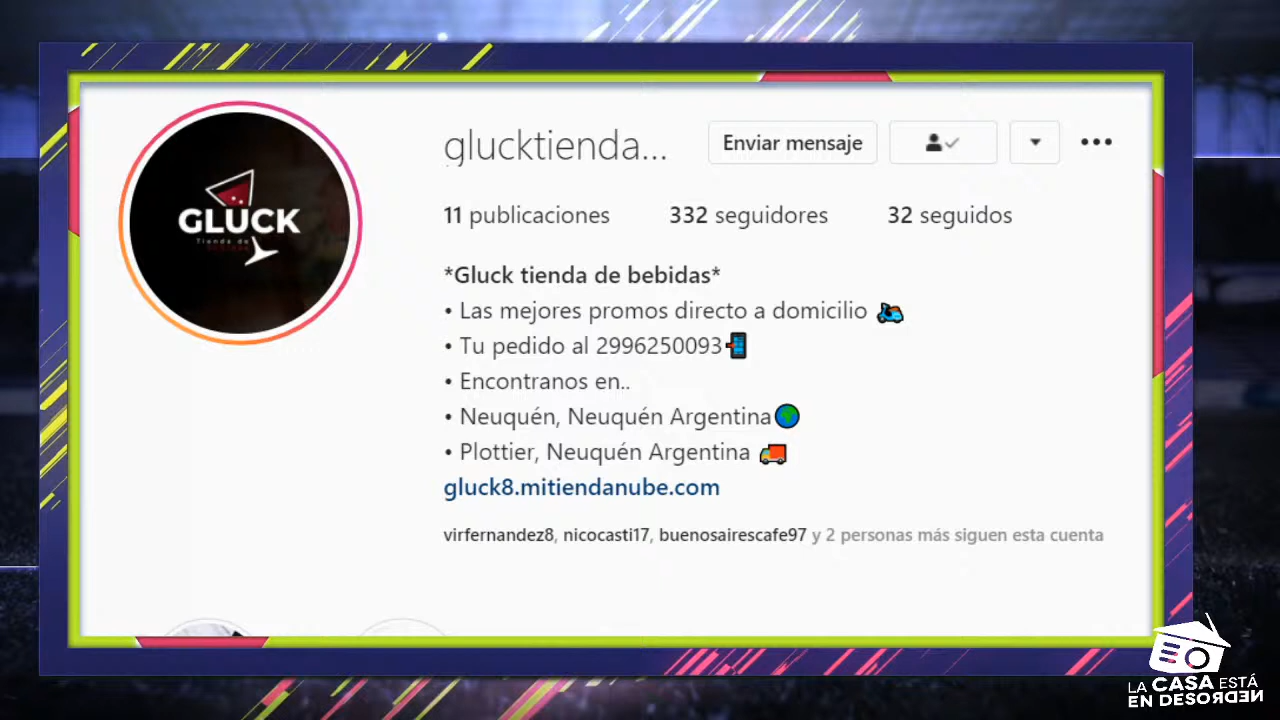 glucktienda...
Enviar mensaje
11 publicaciones
332 seguidores
32 seguidos
GLUCK
Tienda de
*Gluck tienda de bebidas*
• Las mejores promos directo a domicilio
• Tu pedido al 2996250093
• Encontranos en..
• Neuquén, Neuquén Argentina
• Plottier, Neuquén Argentina
gluck8.mitiendanube.com
virfernandez8, nicocasti17, buenosairescafe97 y 2 personas más siguen esta cuenta
LA CASA ESTÁ
EN DESORDEN